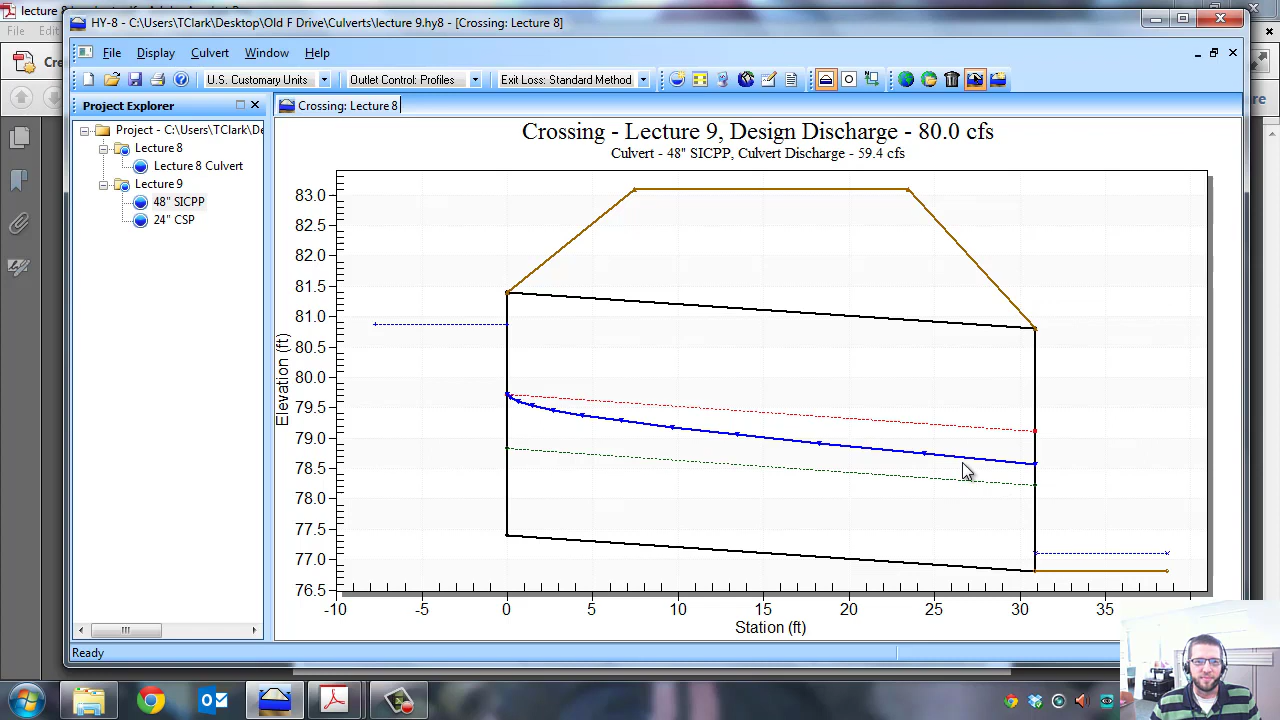 lecture
HY-8 - C:\Users\TClark\Desktop\Old F Drive\Culverts\lecture 9.hy8 - [Crossing: Lecture 8]
File
File Display Culvert Window Help
Cre
U.S. Customary Units Outlet Control: Profiles Exit Loss: Standard Method
Project Explorer
Crossing: Lecture 8
Project - C:\Users\TClark\De
Lecture 8
Lecture 8 Culvert
Lecture 9
48" SICPP
24" CSP
Crossing - Lecture 9, Design Discharge - 80.0 cfs
Culvert - 48" SICPP, Culvert Discharge - 59.4 cfs
83.0
82.5
82.0
81.5
81.0
80.5
80.0
79.5
79.0
78.5
78.0
77.5
77.0
76.5
Elevation (ft)
-10 -5 0 5 10 15 20 25 30 35
Station (ft)
Ready